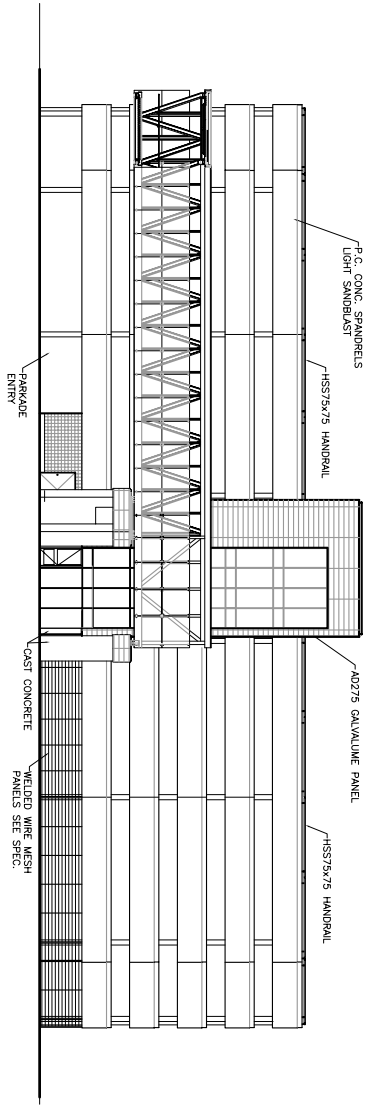 P.C. CONC. SPANDRELS
LIGHT SANDBLAST
HSS75x75 HANDRAIL
AD275 GALVALUME PANEL
HSS75x75 HANDRAIL
PARKADE
ENTRY
CAST CONCRETE
WELDED WIRE MESH
PANELS SEE SPEC.